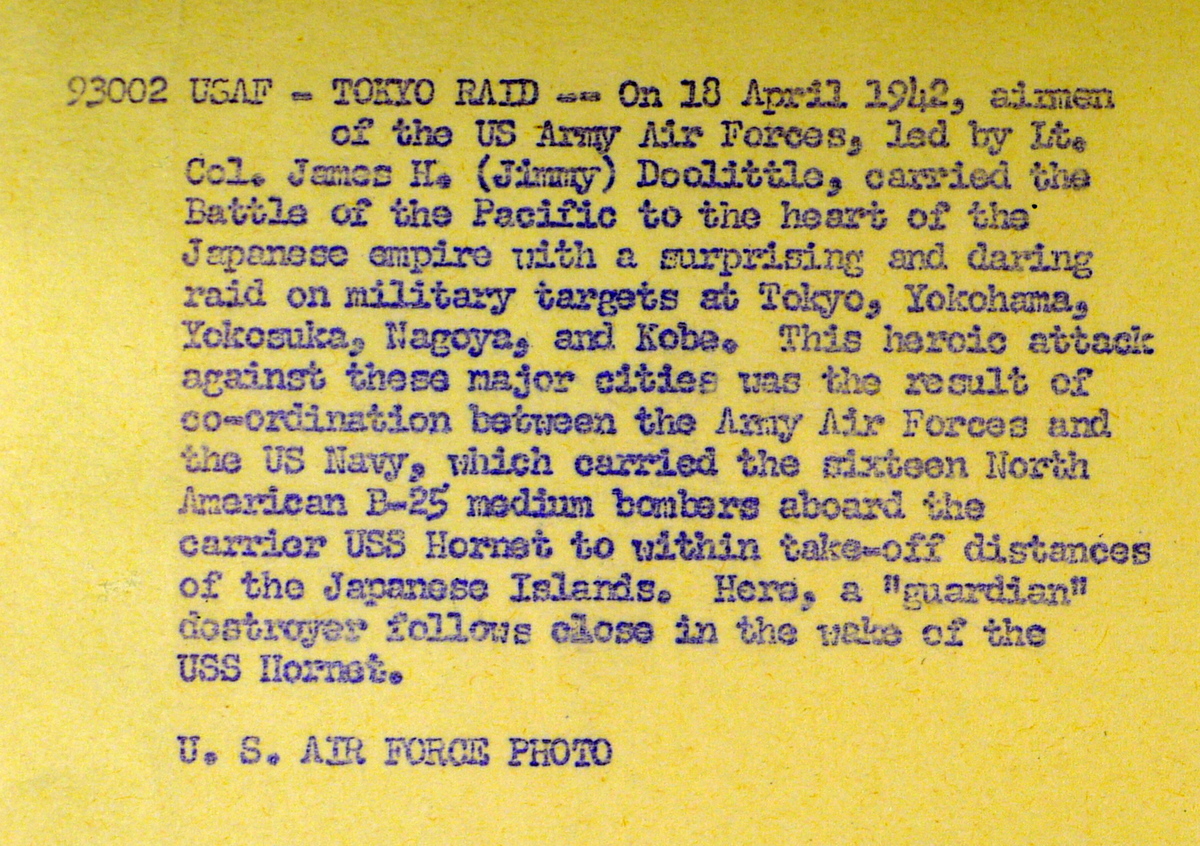 93002 USAF - TOKYO RAID -- On 18 April 1942, airmen
of the US Army Air Forces, led by Lt.
Col. James H. (Jimmy) Doolittle, carried the
Battle of the Pacific to the heart of the
Japanese empire with a surprising and daring
raid on military targets at Tokyo, Yokohama,
Yokosuka, Nagoya, and Kobe.  This heroic attack
against these major cities was the result of
co-ordination between the Army Air Forces and
the US Navy, which carried the sixteen North
American B-25 medium bombers aboard the
carrier USS Hornet to within take-off distances
of the Japanese Islands.  Here, a "guardian"
destroyer follows close in the wake of the
USS Hornet.
U. S. AIR FORCE PHOTO